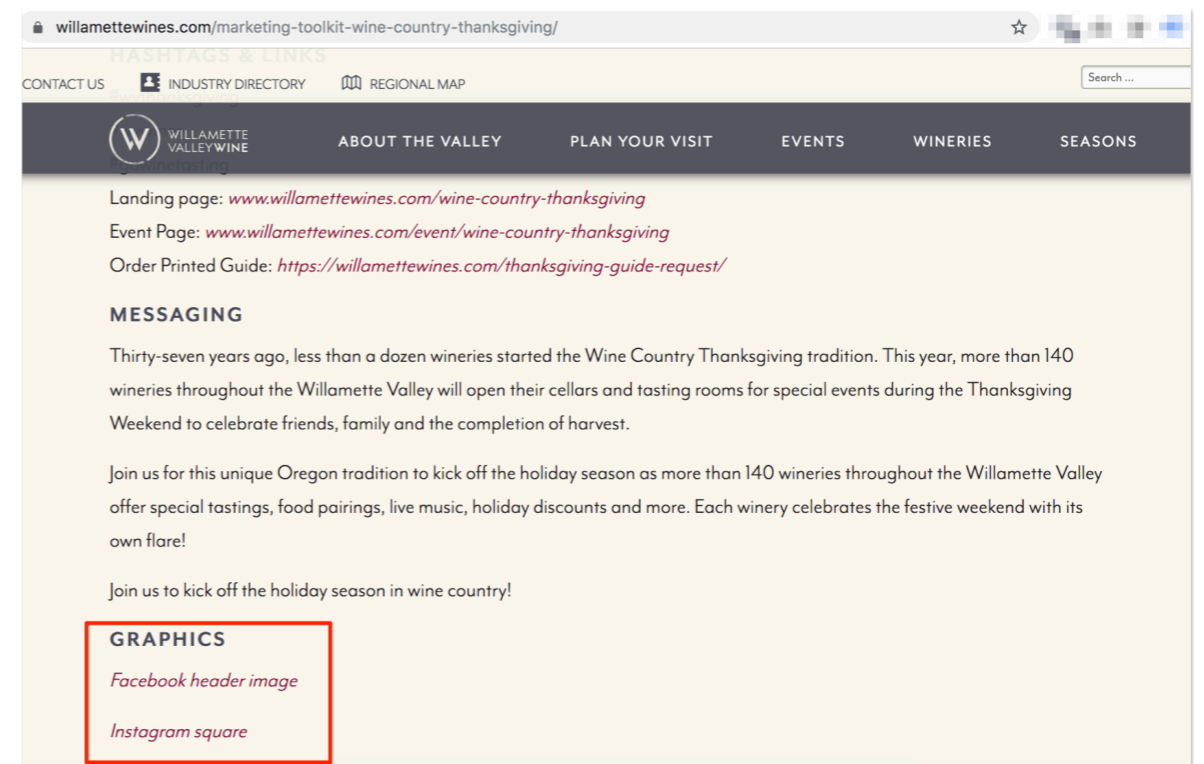 willamettewines.com/marketing-toolkit-wine-country-thanksgiving/
HASHTAGS & LINKS
CONTACT US INDUSTRY DIRECTORY REGIONAL MAP Search ...
#wvthanksgiving
W WILLAMETTE VALLEYWINE ABOUT THE VALLEY PLAN YOUR VISIT EVENTS WINERIES SEASONS
#gowinetasting
Landing page: www.willamettewines.com/wine-country-thanksgiving
Event Page: www.willamettewines.com/event/wine-country-thanksgiving
Order Printed Guide: https://willamettewines.com/thanksgiving-guide-request/
MESSAGING
Thirty-seven years ago, less than a dozen wineries started the Wine Country Thanksgiving tradition. This year, more than 140
wineries throughout the Willamette Valley will open their cellars and tasting rooms for special events during the Thanksgiving
Weekend to celebrate friends, family and the completion of harvest.
Join us for this unique Oregon tradition to kick off the holiday season as more than 140 wineries throughout the Willamette Valley
offer special tastings, food pairings, live music, holiday discounts and more. Each winery celebrates the festive weekend with its
own flare!
Join us to kick off the holiday season in wine country!
GRAPHICS
Facebook header image
Instagram square